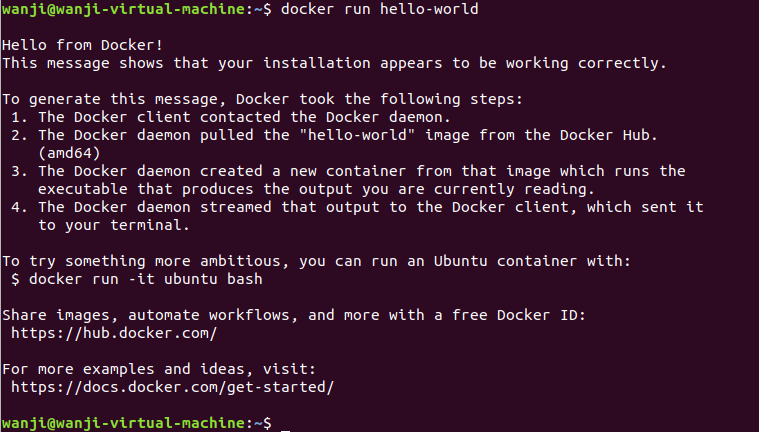 wanji@wanji-virtual-machine:~$ docker run hello-world
Hello from Docker!
This message shows that your installation appears to be working correctly.
To generate this message, Docker took the following steps:
1. The Docker client contacted the Docker daemon.
2. The Docker daemon pulled the "hello-world" image from the Docker Hub.
(amd64)
3. The Docker daemon created a new container from that image which runs the
executable that produces the output you are currently reading.
4. The Docker daemon streamed that output to the Docker client, which sent it
to your terminal.
To try something more ambitious, you can run an Ubuntu container with:
$ docker run -it ubuntu bash
Share images, automate workflows, and more with a free Docker ID:
https://hub.docker.com/
For more examples and ideas, visit:
https://docs.docker.com/get-started/
wanji@wanji-virtual-machine:~$